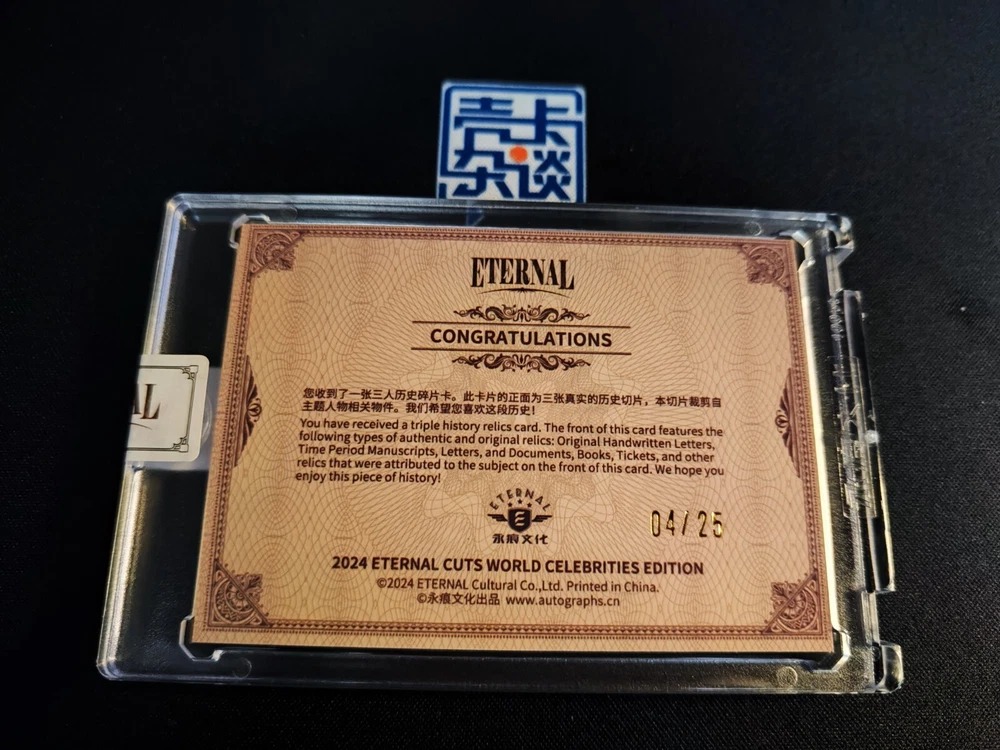 壳卡
杂谈
ETERNAL
CONGRATULATIONS
您收到了一张三人历史碎片卡。此卡片的正面为三张真实的历史切片，本切片裁剪自
主题人物相关物件。我们希望您喜欢这段历史！
You have received a triple history relics card. The front of this card features the
following types of authentic and original relics: Original Handwritten Letters,
Time Period Manuscripts, Letters, and Documents, Books, Tickets, and other
relics that were attributed to the subject on the front of this card. We hope you
enjoy this piece of history!
AL
ETERNAL
E
永痕文化
04/25
2024 ETERNAL CUTS WORLD CELEBRITIES EDITION
©2024 ETERNAL Cultural Co.,Ltd. Printed in China.
©永痕文化出品 www.autographs.cn